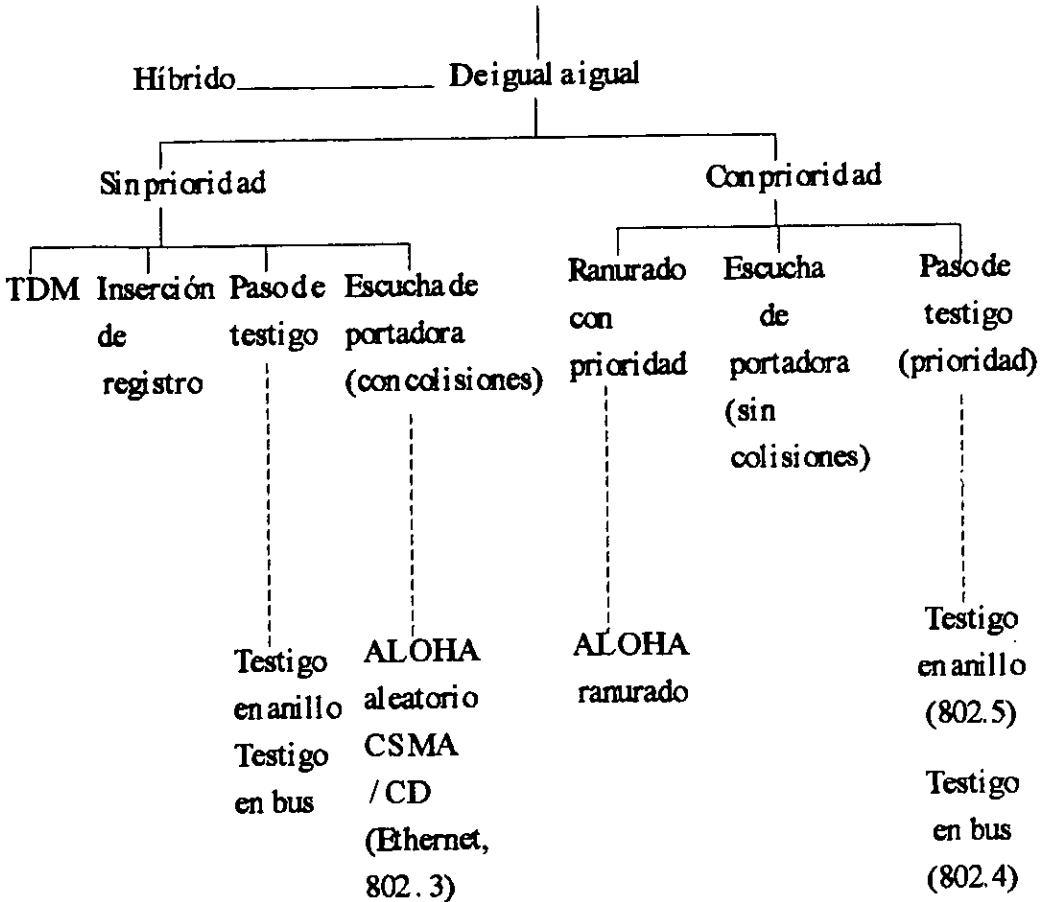 Híbrido De igual a igual
Sin prioridad Con prioridad
TDM
Inserción
de
registro
Paso de
testigo
Escucha de
portadora
(con colisiones)
Ranurado
con
prioridad
Escucha
de
portadora
(sin
colisiones)
Paso de
testigo
(prioridad)
Testigo
en anillo
Testigo
en bus
ALOHA
aleatorio
CSMA
/CD
(Ethernet,
802.3)
ALOHA
ranurado
Testigo
en anillo
(802.5)
Testigo
en bus
(802.4)